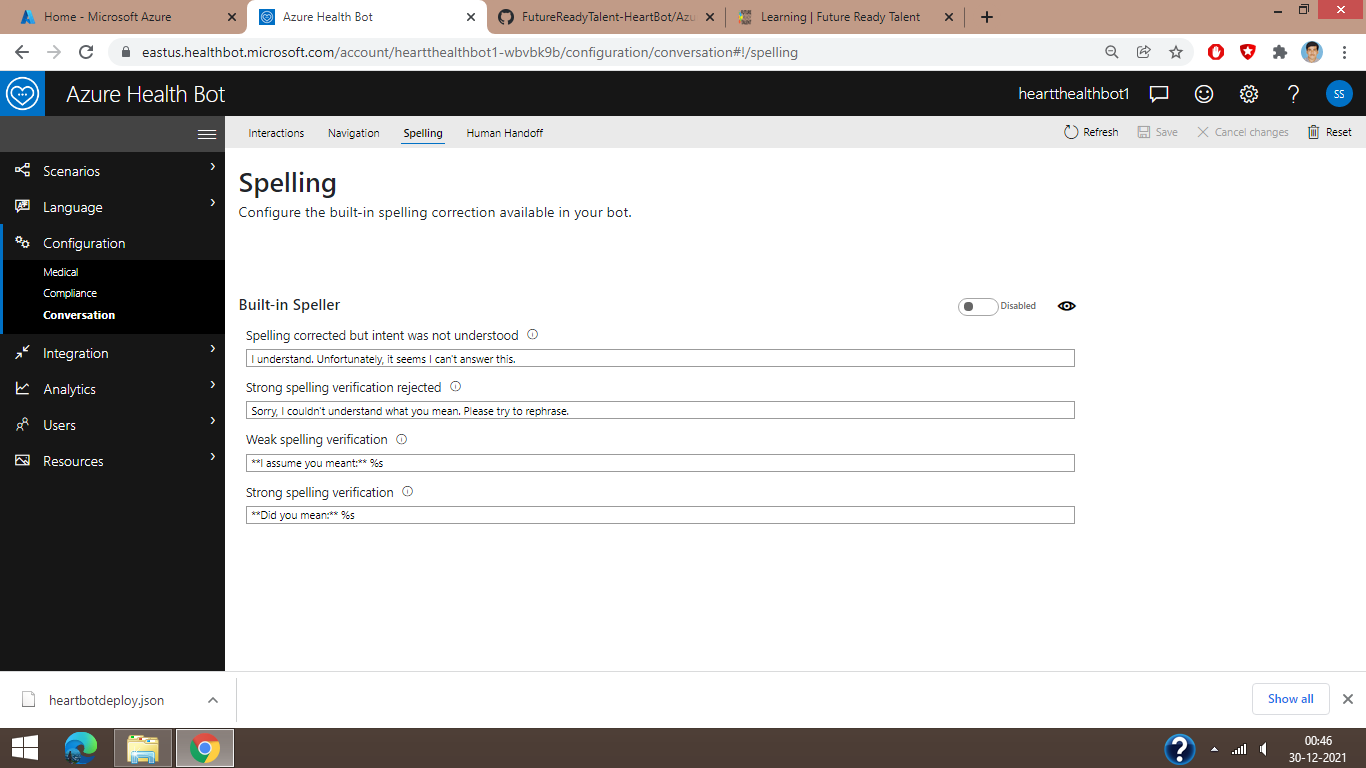 Home - Microsoft Azure
Azure Health Bot
FutureReadyTalent-HeartBot/Azu
Learning | Future Ready Talent
eastus.healthbot.microsoft.com/account/heartthealthbot1-wbvbk9b/configuration/conversation#!/spelling
Azure Health Bot
heartthealthbot1
?
SS
Interactions
Navigation
Spelling
Human Handoff
Refresh
Save
Cancel changes
Reset
Scenarios
Language
Configuration
Medical
Compliance
Conversation
Integration
Analytics
Users
Resources
Spelling
Configure the built-in spelling correction available in your bot.
Built-in Speller
Disabled
Spelling corrected but intent was not understood
I understand. Unfortunately, it seems I can't answer this.
Strong spelling verification rejected
Sorry, I couldn't understand what you mean. Please try to rephrase.
Weak spelling verification
**I assume you meant:** %s
Strong spelling verification
**Did you mean:** %s
heartbotdeploy.json
Show all
?
00:46
30-12-2021